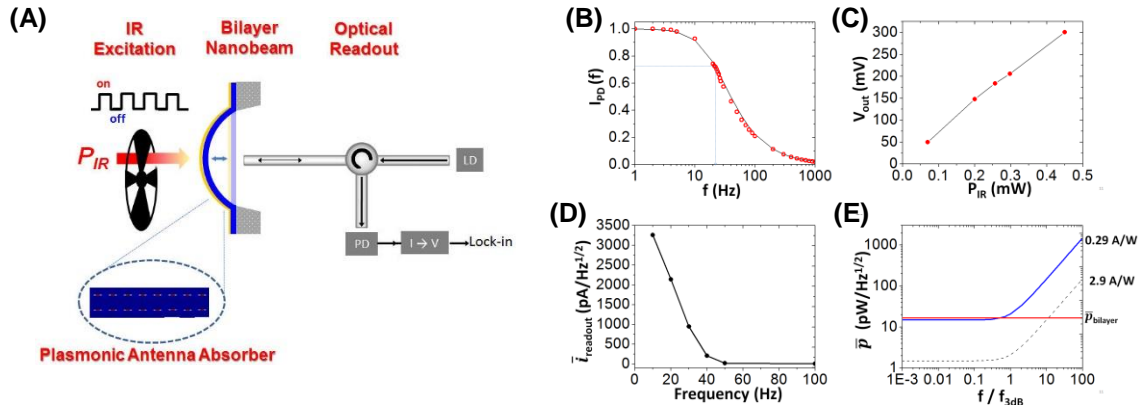 (A)
IR Excitation
Bilayer Nanobeam
Optical Readout
on
off
P_IR
LD
PD
I → V
Lock-in
Plasmonic Antenna Absorber
(B)
I_PD (f)
1.0
0.8
0.6
0.4
0.2
0.0
1
10
100
1000
f (Hz)
(C)
V_out (mV)
300
250
200
150
100
50
0
0.0
0.1
0.2
0.3
0.4
0.5
P_IR (mW)
(D)
i̅_readout (pA/Hz^1/2)
3500
3000
2500
2000
1500
1000
500
0
0
20
40
60
80
100
Frequency (Hz)
(E)
p̅ (pW/Hz^1/2)
1000
100
10
1
1E-3
0.01
0.1
1
10
100
f / f_3dB
0.29 A/W
2.9 A/W
p̅_bilayer